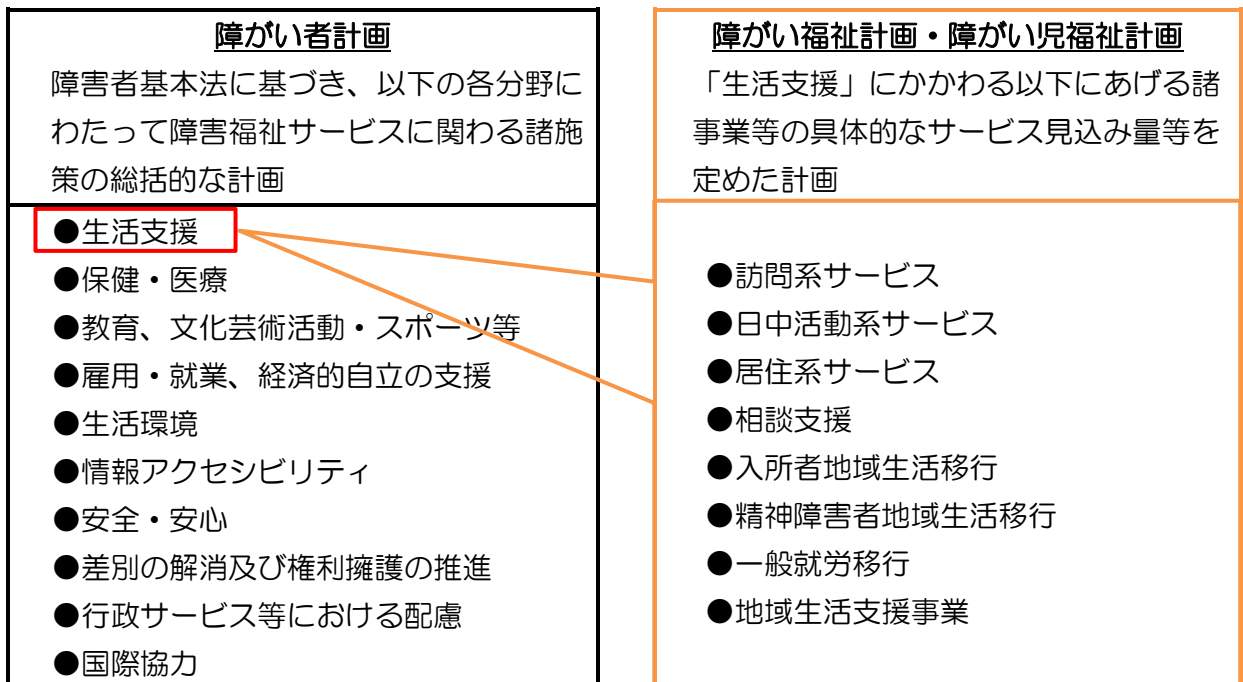 障がい者計画
障害者基本法に基づき、以下の各分野に
わたって障害福祉サービスに関わる諸施
策の総括的な計画
●生活支援
●保健・医療
●教育、文化芸術活動・スポーツ等
●雇用・就業、経済的自立の支援
●生活環境
●情報アクセシビリティ
●安全・安心
●差別の解消及び権利擁護の推進
●行政サービス等における配慮
●国際協力
障がい福祉計画・障がい児福祉計画
「生活支援」にかかわる以下にあげる諸
事業等の具体的なサービス見込み量等を
定めた計画
●訪問系サービス
●日中活動系サービス
●居住系サービス
●相談支援
●入所者地域生活移行
●精神障害者地域生活移行
●一般就労移行
●地域生活支援事業